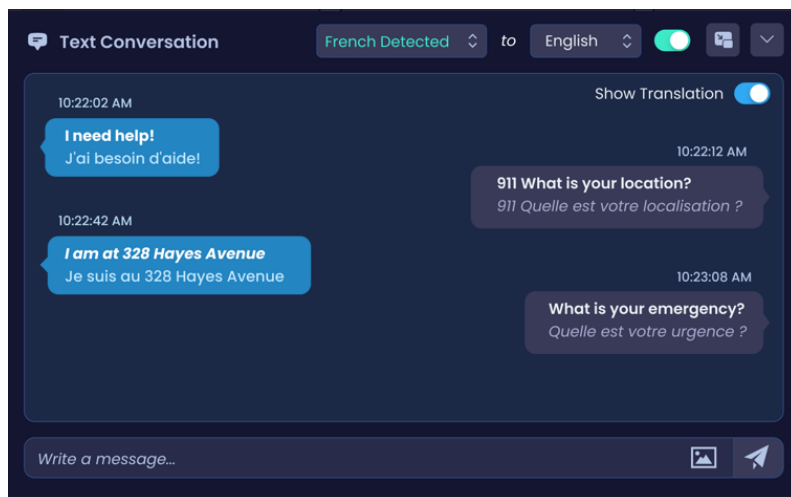 Text Conversation
French Detected to English
Show Translation
10:22:02 AM
I need help!
J'ai besoin d'aide!
10:22:12 AM
911 What is your location?
911 Quelle est votre localisation ?
10:22:42 AM
I am at 328 Hayes Avenue
Je suis au 328 Hayes Avenue
10:23:08 AM
What is your emergency?
Quelle est votre urgence ?
Write a message...